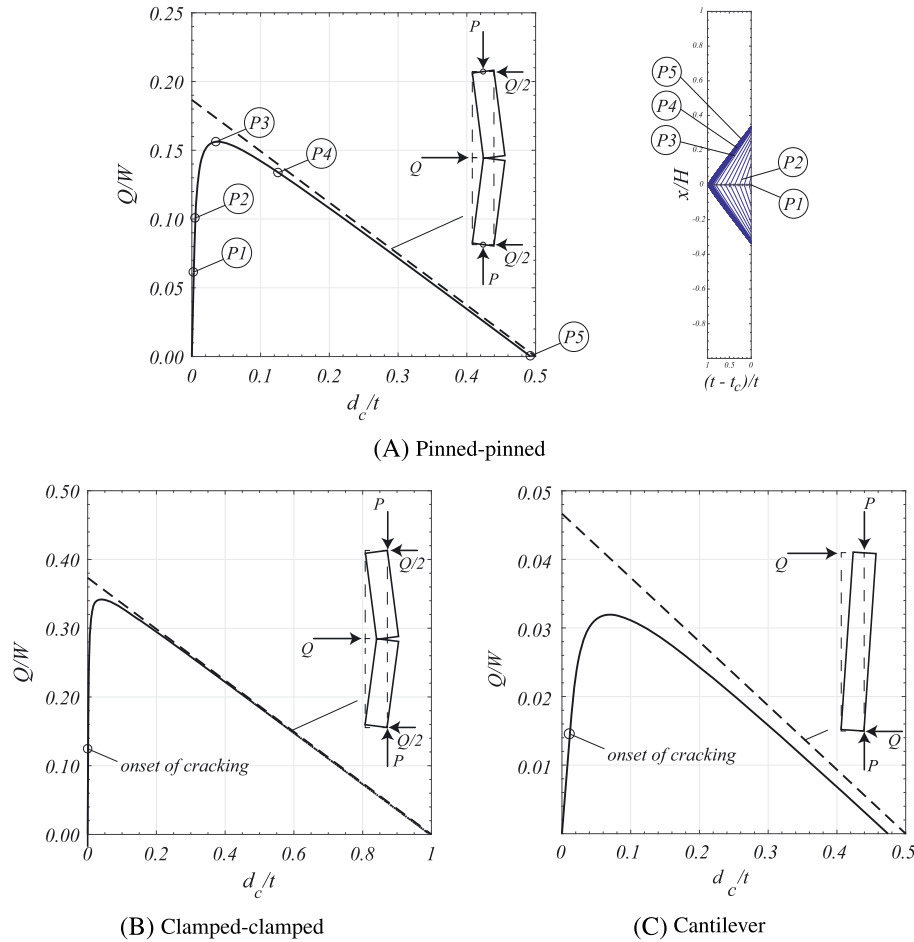 P
Q/2
Q
Q/2
P
0.25
0.20
0.15
0.10
0.05
0.00
Q/W
P3
P4
P2
P1
P5
0
0.1
0.2
0.3
0.4
0.5
d_c/t
1
0.8
0.6
0.4
0.2
0
-0.2
-0.4
-0.6
-0.8
x/H
P5
P4
P3
P2
P1
1
0.5
0
(t - t_c)/t
(A) Pinned-pinned
0.50
0.40
0.30
0.20
0.10
0.00
Q/W
P
Q/2
Q
Q/2
P
onset of cracking
0
0.2
0.4
0.6
0.8
1
d_c/t
(B) Clamped-clamped
0.05
0.04
0.03
0.02
0.01
Q/W
P
Q
Q
P
onset of cracking
0
0.1
0.2
0.3
0.4
0.5
d_c/t
(C) Cantilever